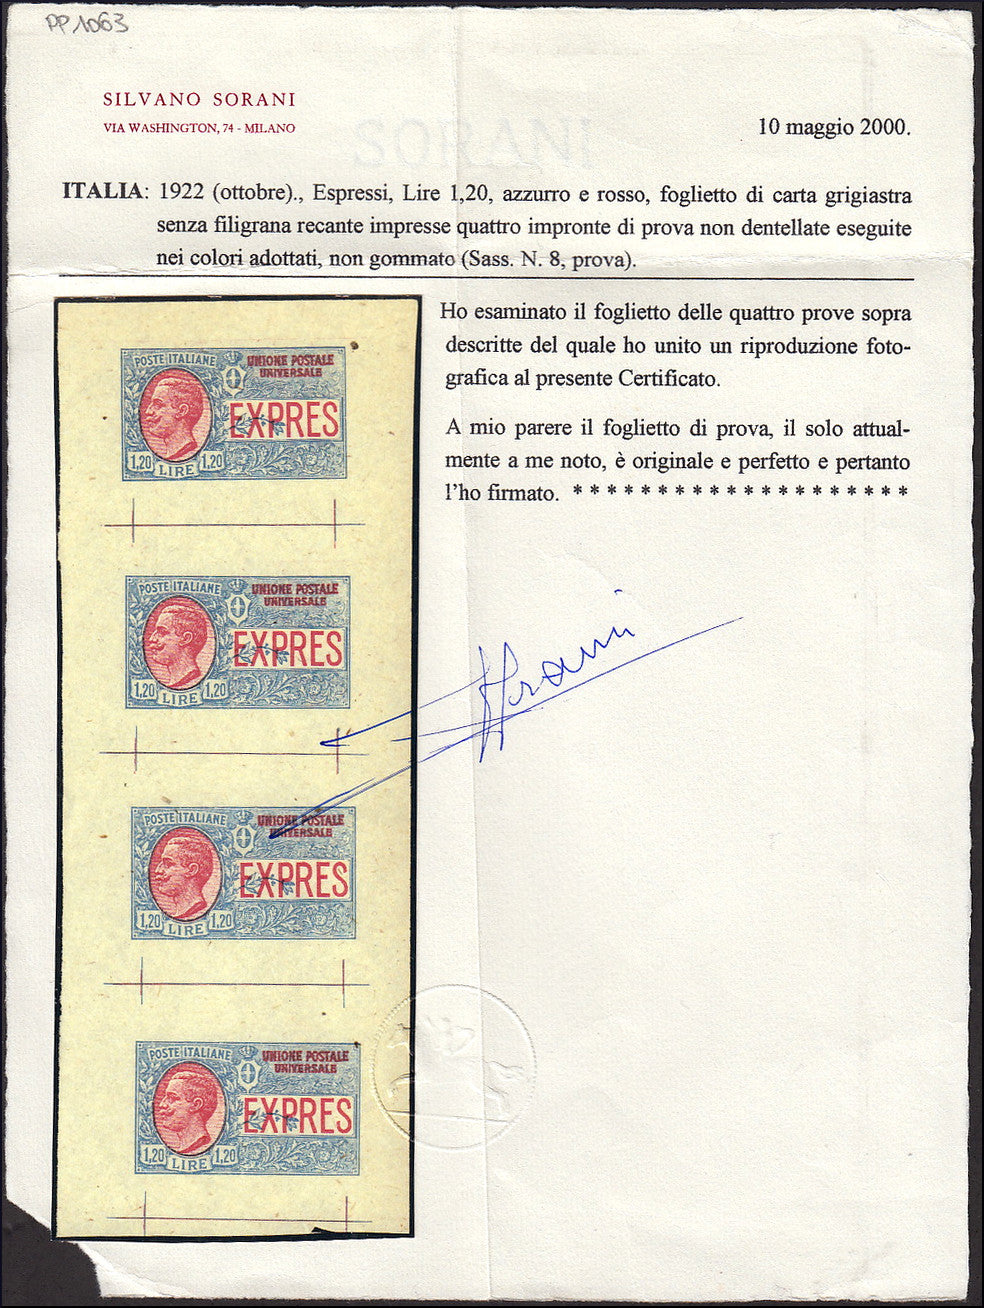 PP1063
SILVANO SORANI
VIA WASHINGTON, 74 - MILANO
SORANI
10 maggio 2000.
ITALIA: 1922 (ottobre)., Espressi, Lire 1,20, azzurro e rosso, foglietto di carta grigiastra
senza filigrana recante impresse quattro impronte di prova non dentellate eseguite
nei colori adottati, non gommato (Sass. N. 8, prova).
Ho esaminato il foglietto delle quattro prove sopra
descritte del quale ho unito un riproduzione foto-
grafica al presente Certificato.
A mio parere il foglietto di prova, il solo attual-
mente a me noto, è originale e perfetto e pertanto
l'ho firmato. * * * * * * * * * * * * * * * * * * * * *
POSTE ITALIANE
UNIONE POSTALE
UNIVERSALE
EXPRES
1,20 LIRE 1,20
POSTE ITALIANE
UNIONE POSTALE
UNIVERSALE
EXPRES
1,20 LIRE 1,20
POSTE ITALIANE
UNIONE POSTALE
UNIVERSALE
EXPRES
1,20 LIRE 1,20
POSTE ITALIANE
UNIONE POSTALE
UNIVERSALE
EXPRES
1,20 LIRE 1,20
Sorani